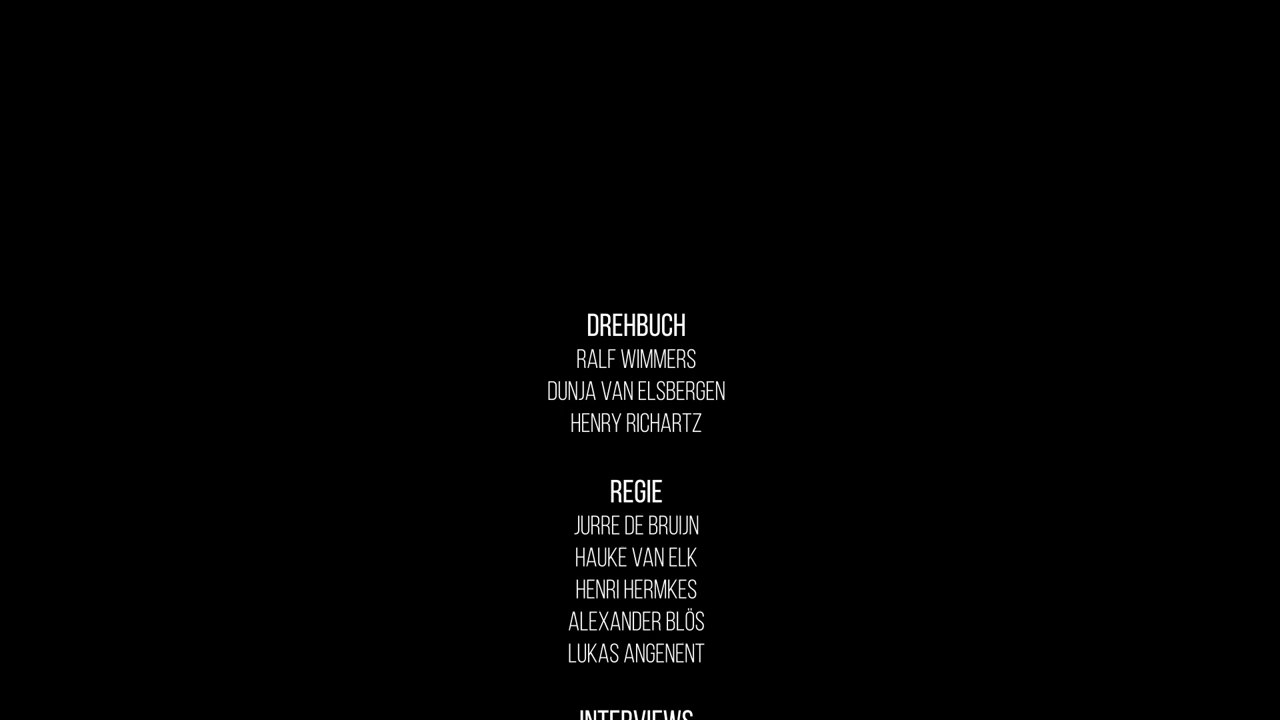 DREHBUCH
RALF WIMMERS
DUNJA VAN ELSBERGEN
HENRY RICHARTZ
REGIE
JURRE DE BRUIJN
HAUKE VAN ELK
HENRI HERMKES
ALEXANDER BLÖS
LUKAS ANGENENT
INTERVIEWS